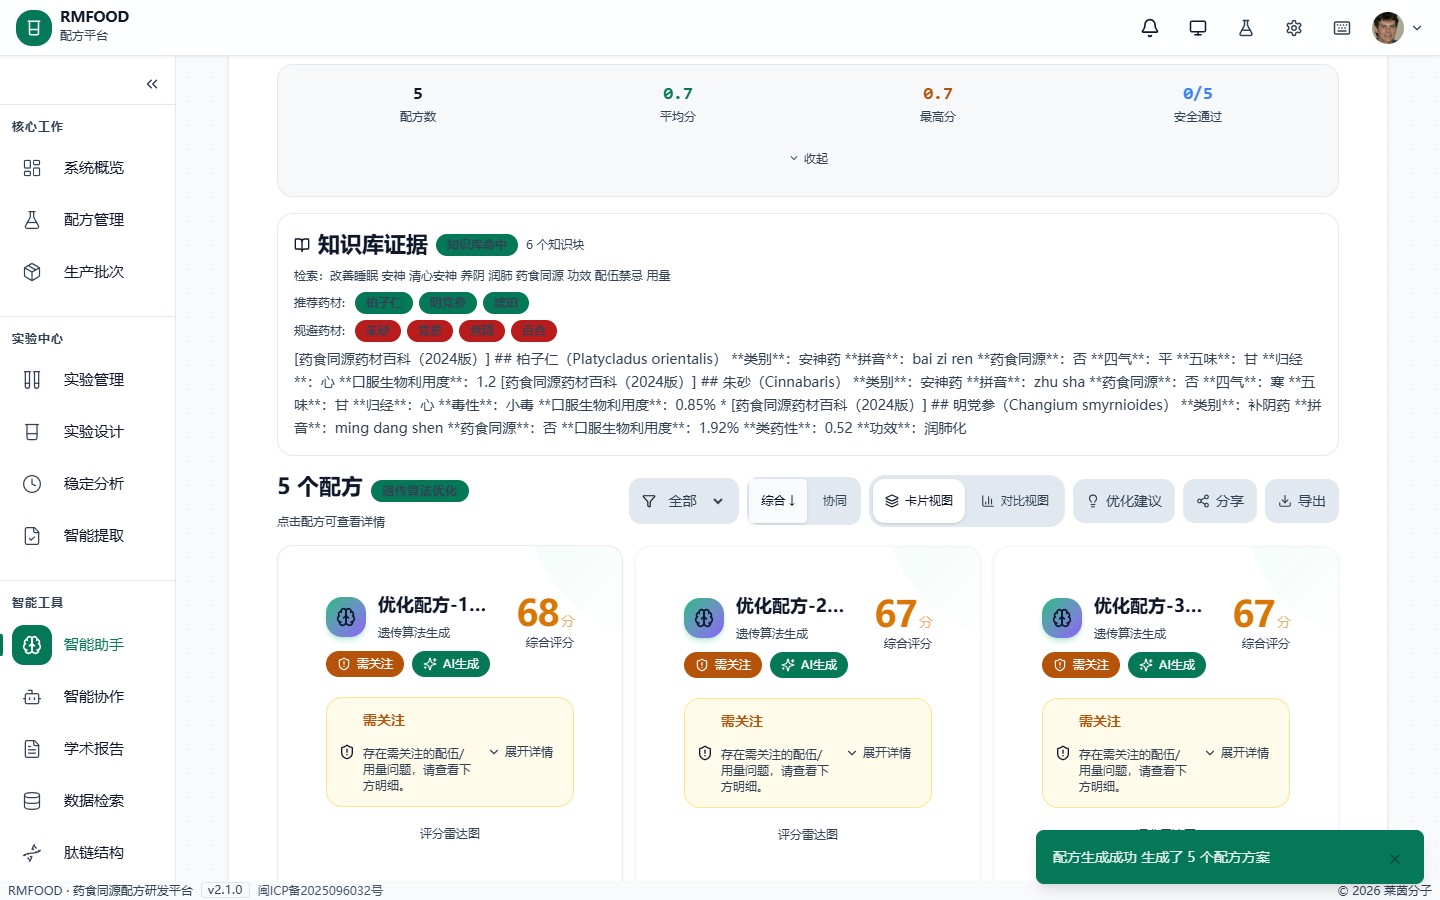 RMFOOD
配方平台
核心工作
系统概览
配方管理
生产批次
实验中心
实验管理
实验设计
稳定分析
智能提取
智能工具
智能助手
智能协作
学术报告
数据检索
肽链结构
5
配方数
0.7
平均分
0.7
最高分
0/5
安全通过
收起
知识库证据 知识库命中 6 个知识块
检索：改善睡眠 安神 清心安神 养阴 润肺 药食同源 功效 配伍禁忌 用量
推荐药材: 柏子仁 明党参 琥珀
规避药材: 朱砂 党参 黄芪 百合
[药食同源药材百科（2024版）] ## 柏子仁（Platycladus orientalis） **类别**：安神药 **拼音**：bai zi ren **药食同源**：否 **四气**：平 **五味**：甘 **归经
**：心 **口服生物利用度**：1.2 [药食同源药材百科（2024版）] ## 朱砂（Cinnabaris） **类别**：安神药 **拼音**：zhu sha **药食同源**：否 **四气**：寒 **五
味**：甘 **归经**：心 **毒性**：小毒 **口服生物利用度**：0.85% * [药食同源药材百科（2024版）] ## 明党参（Changium smyrnioides） **类别**：补阴药 **拼
音**：ming dang shen **药食同源**：否 **口服生物利用度**：1.92% **类药性**：0.52 **功效**：润肺化
5 个配方 遗传算法优化
点击配方可查看详情
全部
综合↓
协同
卡片视图
对比视图
优化建议
分享
导出
优化配方-1...
遗传算法生成
68分
综合评分
需关注
AI生成
需关注
存在需关注的配伍/
用量问题，请查看下
方明细。
展开详情
评分雷达图
优化配方-2...
遗传算法生成
67分
综合评分
需关注
AI生成
需关注
存在需关注的配伍/
用量问题，请查看下
方明细。
展开详情
评分雷达图
优化配方-3...
遗传算法生成
67分
综合评分
需关注
AI生成
需关注
存在需关注的配伍/
用量问题，请查看下
方明细。
展开详情
配方生成成功 生成了 5 个配方方案
RMFOOD · 药食同源配方研发平台 v2.1.0 闽ICP备2025096032号
© 2026 莱茵分子